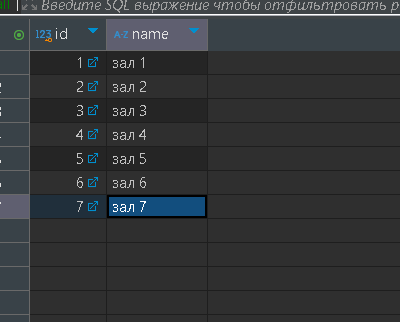 Введите SQL выражение чтобы отфильтровать
123 id A-Z name
1 зал 1
2 зал 2
3 зал 3
4 зал 4
5 зал 5
6 зал 6
7 зал 7